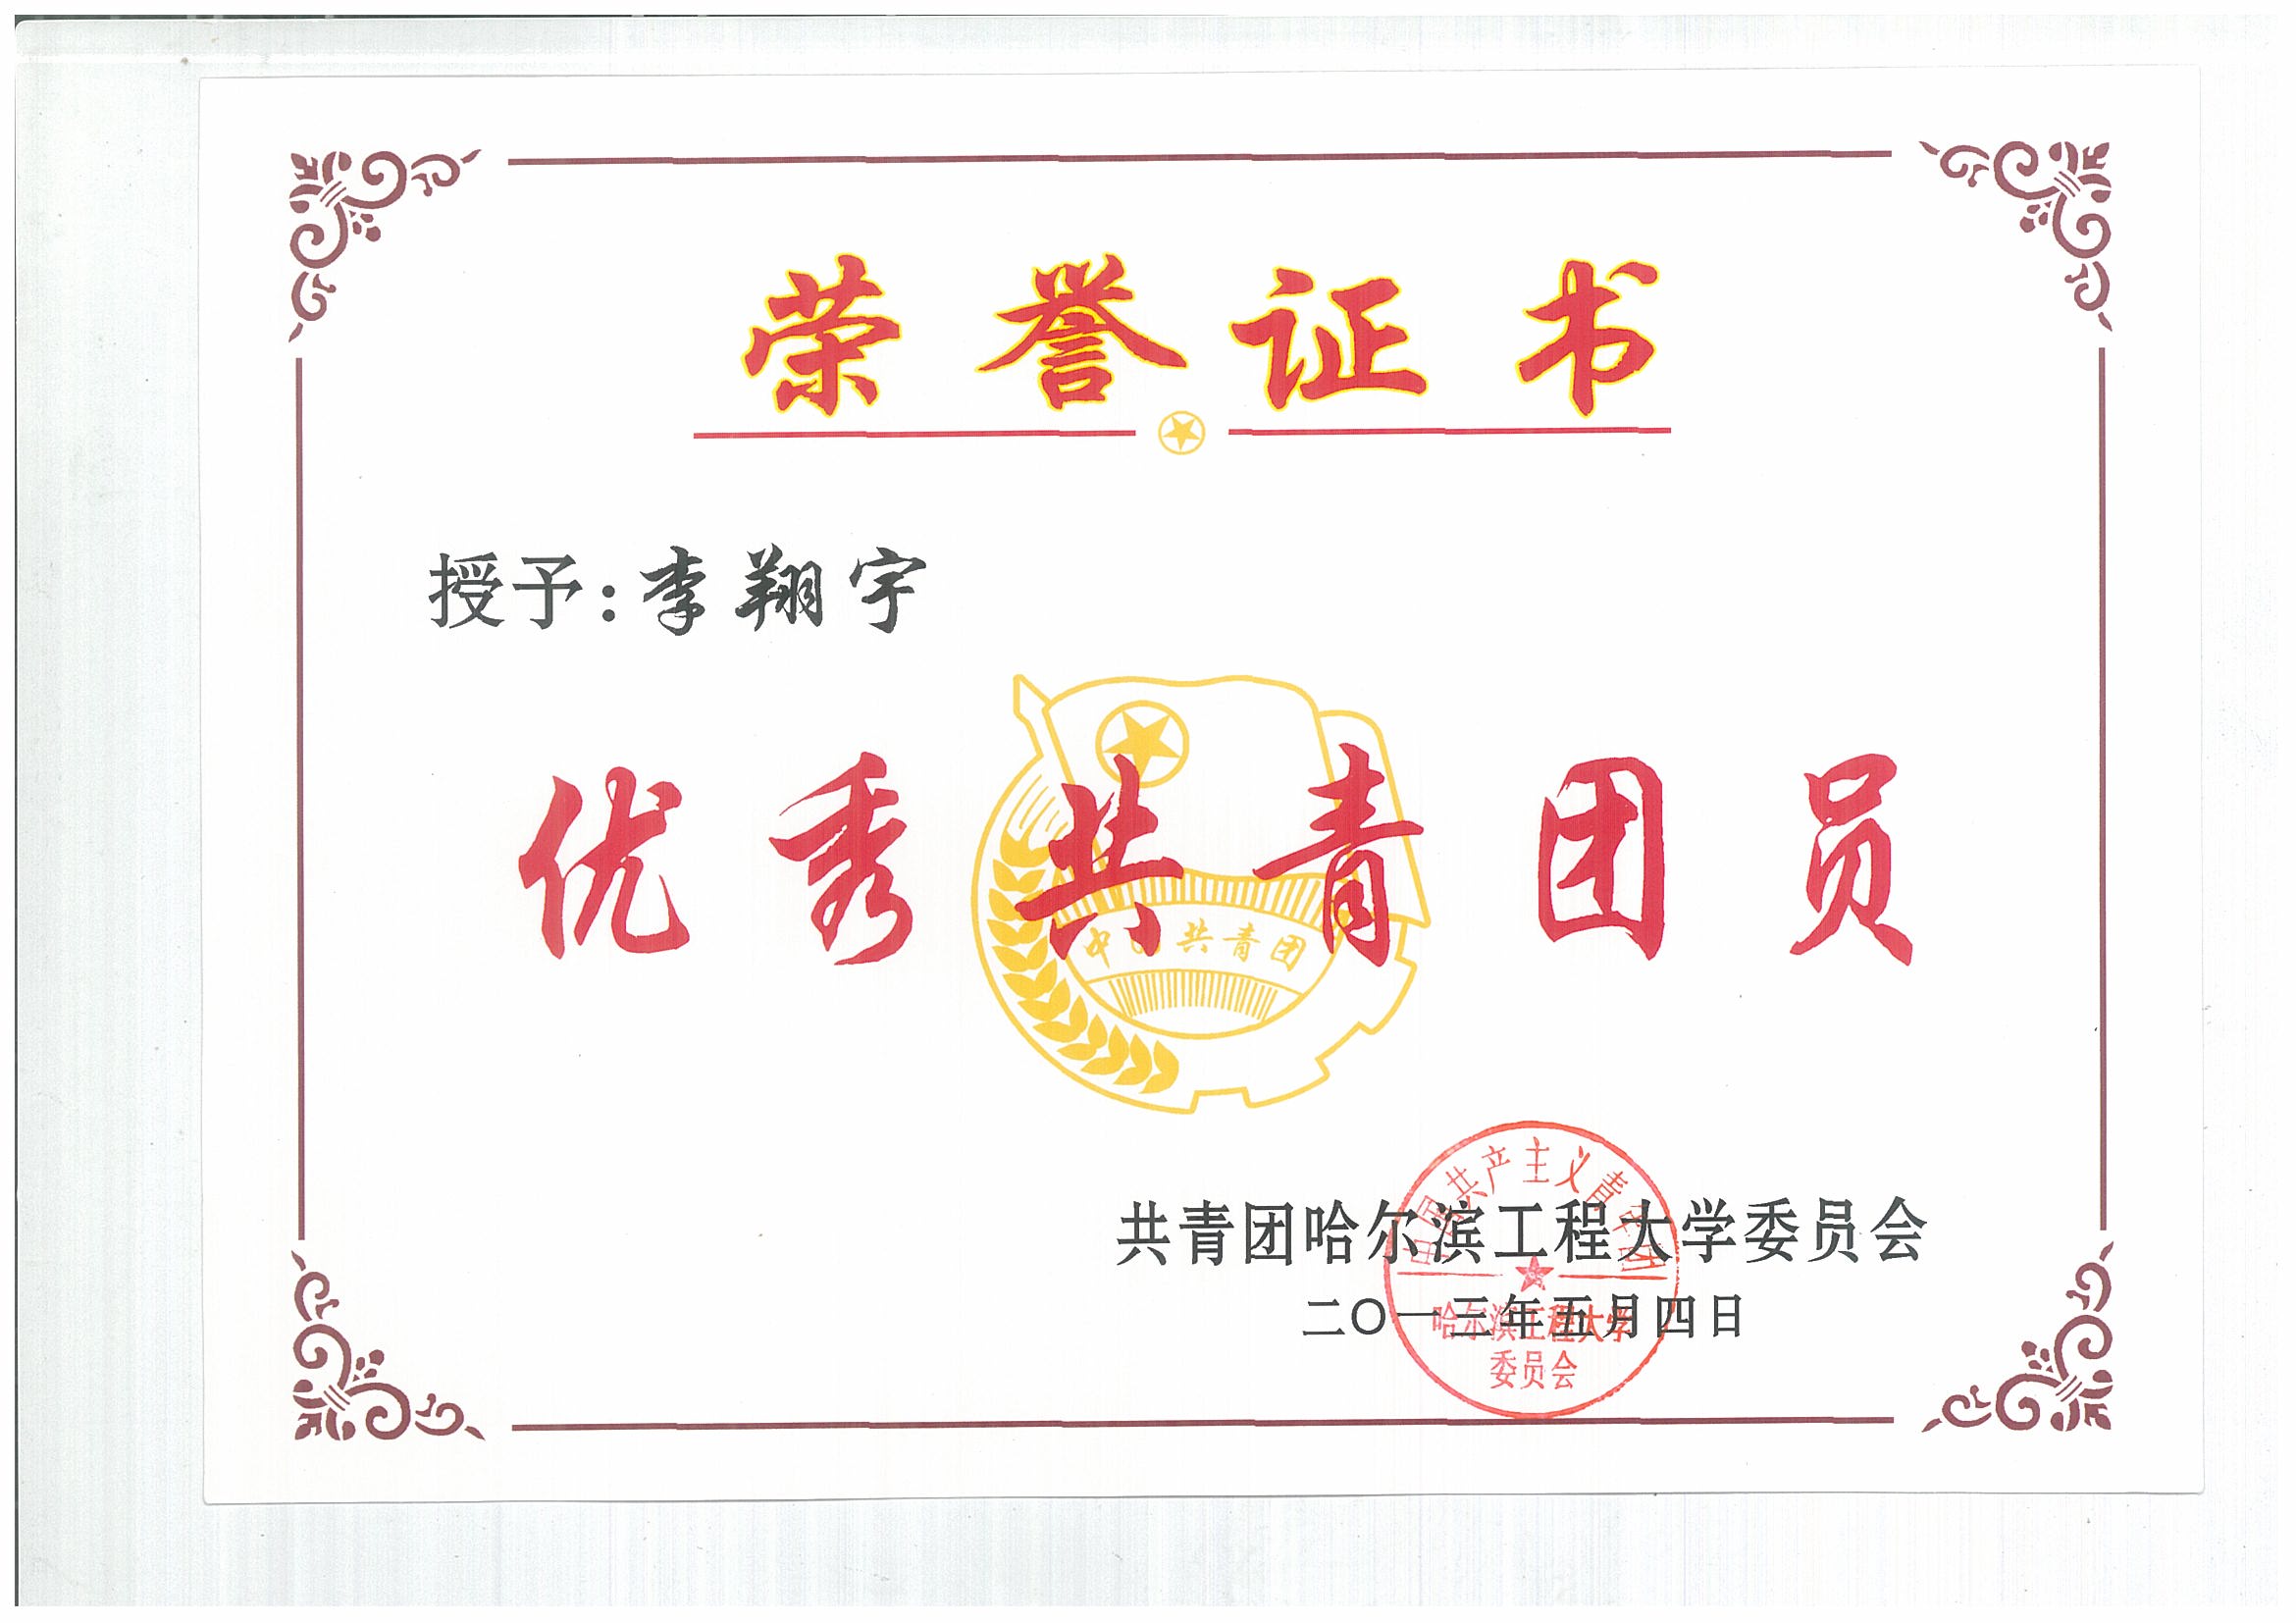 荣誉证书
授予:李翔宇
优秀共青团员
中国共青团
共青团哈尔滨工程大学委员会
二〇一三年五月四日
中国共产主义青年团
哈尔滨工程大学
委员会